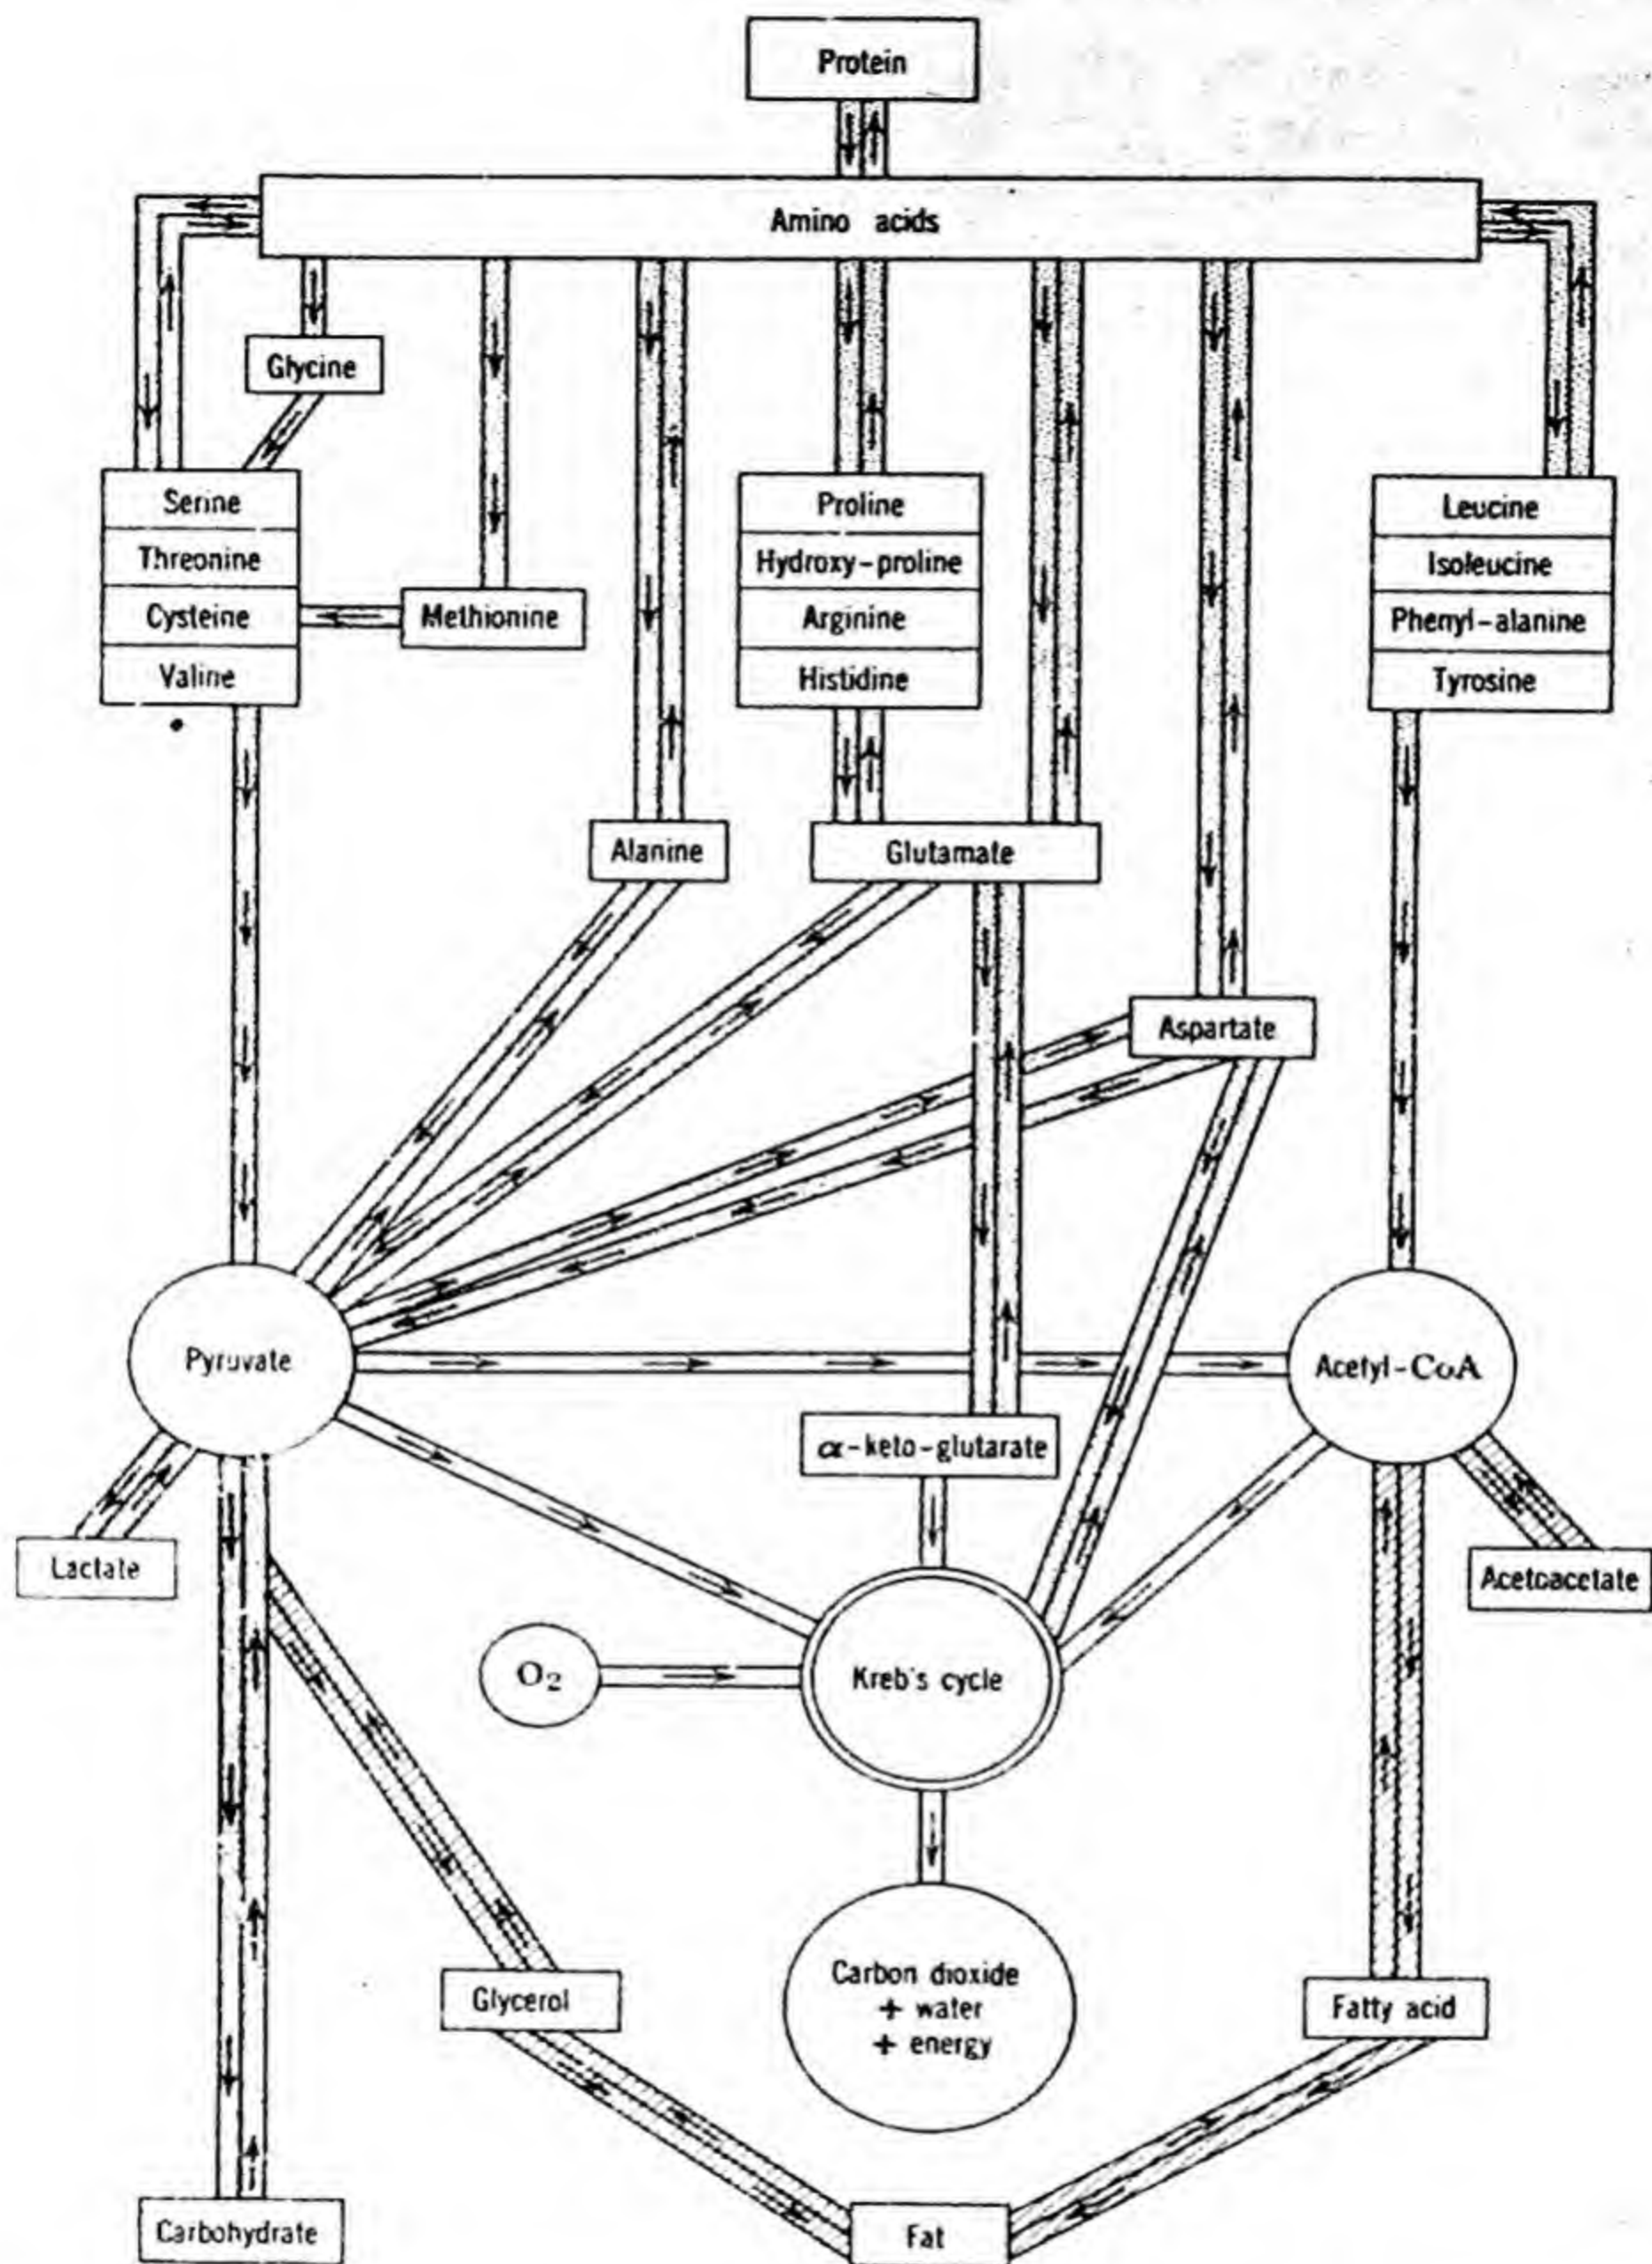 Protein
Amino acids
Glycine
Serine
Threonine
Cysteine
Valine
Methionine
Proline
Hydroxy-proline
Arginine
Histidine
Leucine
Isoleucine
Phenyl-alanine
Tyrosine
Alanine
Glutamate
Aspartate
Pyruvate
Acetyl-CoA
α-keto-glutarate
Lactate
Acetoacetate
O₂
Kreb's cycle
Carbon dioxide
+ water
+ energy
Glycerol
Fatty acid
Carbohydrate
Fat